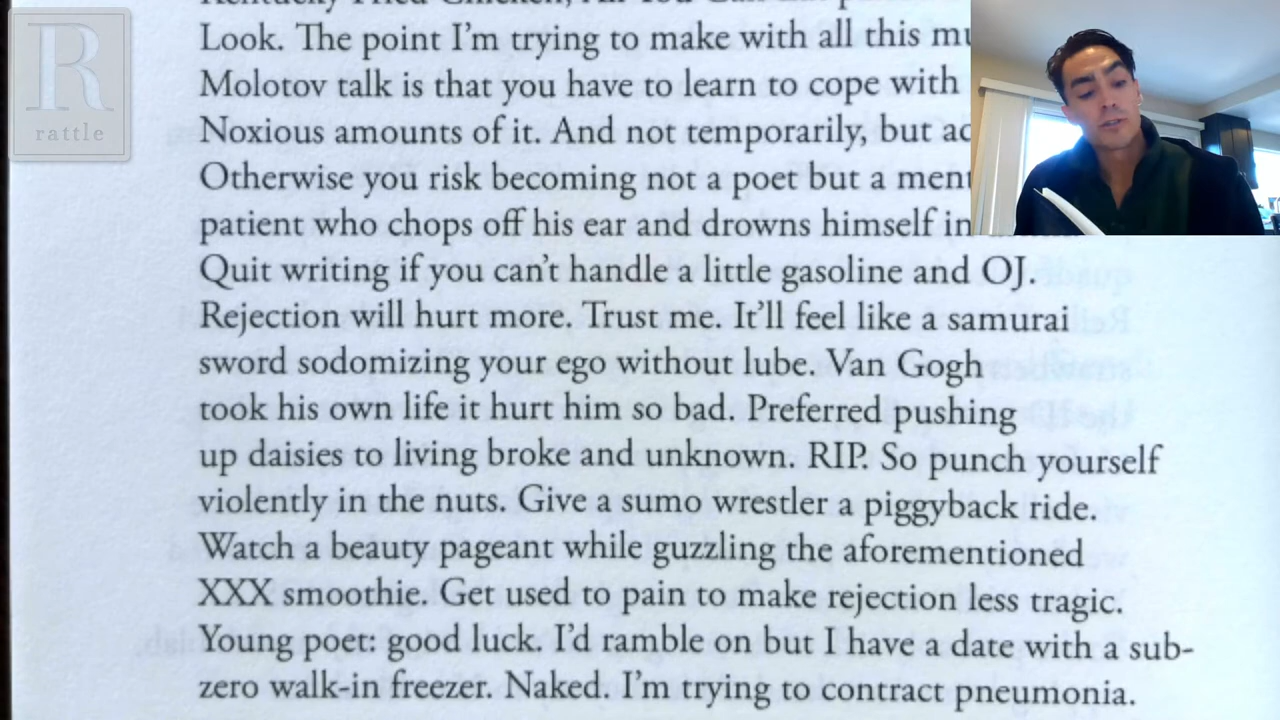 R
rattle
Look. The point I'm trying to make with all this
Molotov talk is that you have to learn to cope with
Noxious amounts of it. And not temporarily, but
Otherwise you risk becoming not a poet but a
patient who chops off his ear and drowns himself in
Quit writing if you can't handle a little gasoline and OJ.
Rejection will hurt more. Trust me. It'll feel like a samurai
sword sodomizing your ego without lube. Van Gogh
took his own life it hurt him so bad. Preferred pushing
up daisies to living broke and unknown. RIP. So punch yourself
violently in the nuts. Give a sumo wrestler a piggyback ride.
Watch a beauty pageant while guzzling the aforementioned
XXX smoothie. Get used to pain to make rejection less tragic.
Young poet: good luck. I'd ramble on but I have a date with a sub-
zero walk-in freezer. Naked. I'm trying to contract pneumonia.